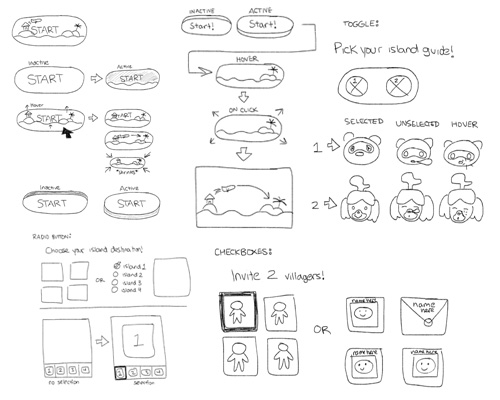 START
Inactive
START
Active
START
Hover
START
START
"Shrinks"
Inactive
START
Active
START
INACTIVE
Start!
ACTIVE
Start!
HOVER
ON CLICK
TOGGLE:
Pick your island guide!
1
2
SELECTED
UNSELECTED
HOVER
1
2
RADIO BUTTON:
Choose your island destination!
OR
island 1
island 2
island 3
island 4
1
2
3
4
no selection
1
1
2
3
4
selection
CHECKBOXES:
Invite 2 villagers!
OR
name here
name here
name here
name here